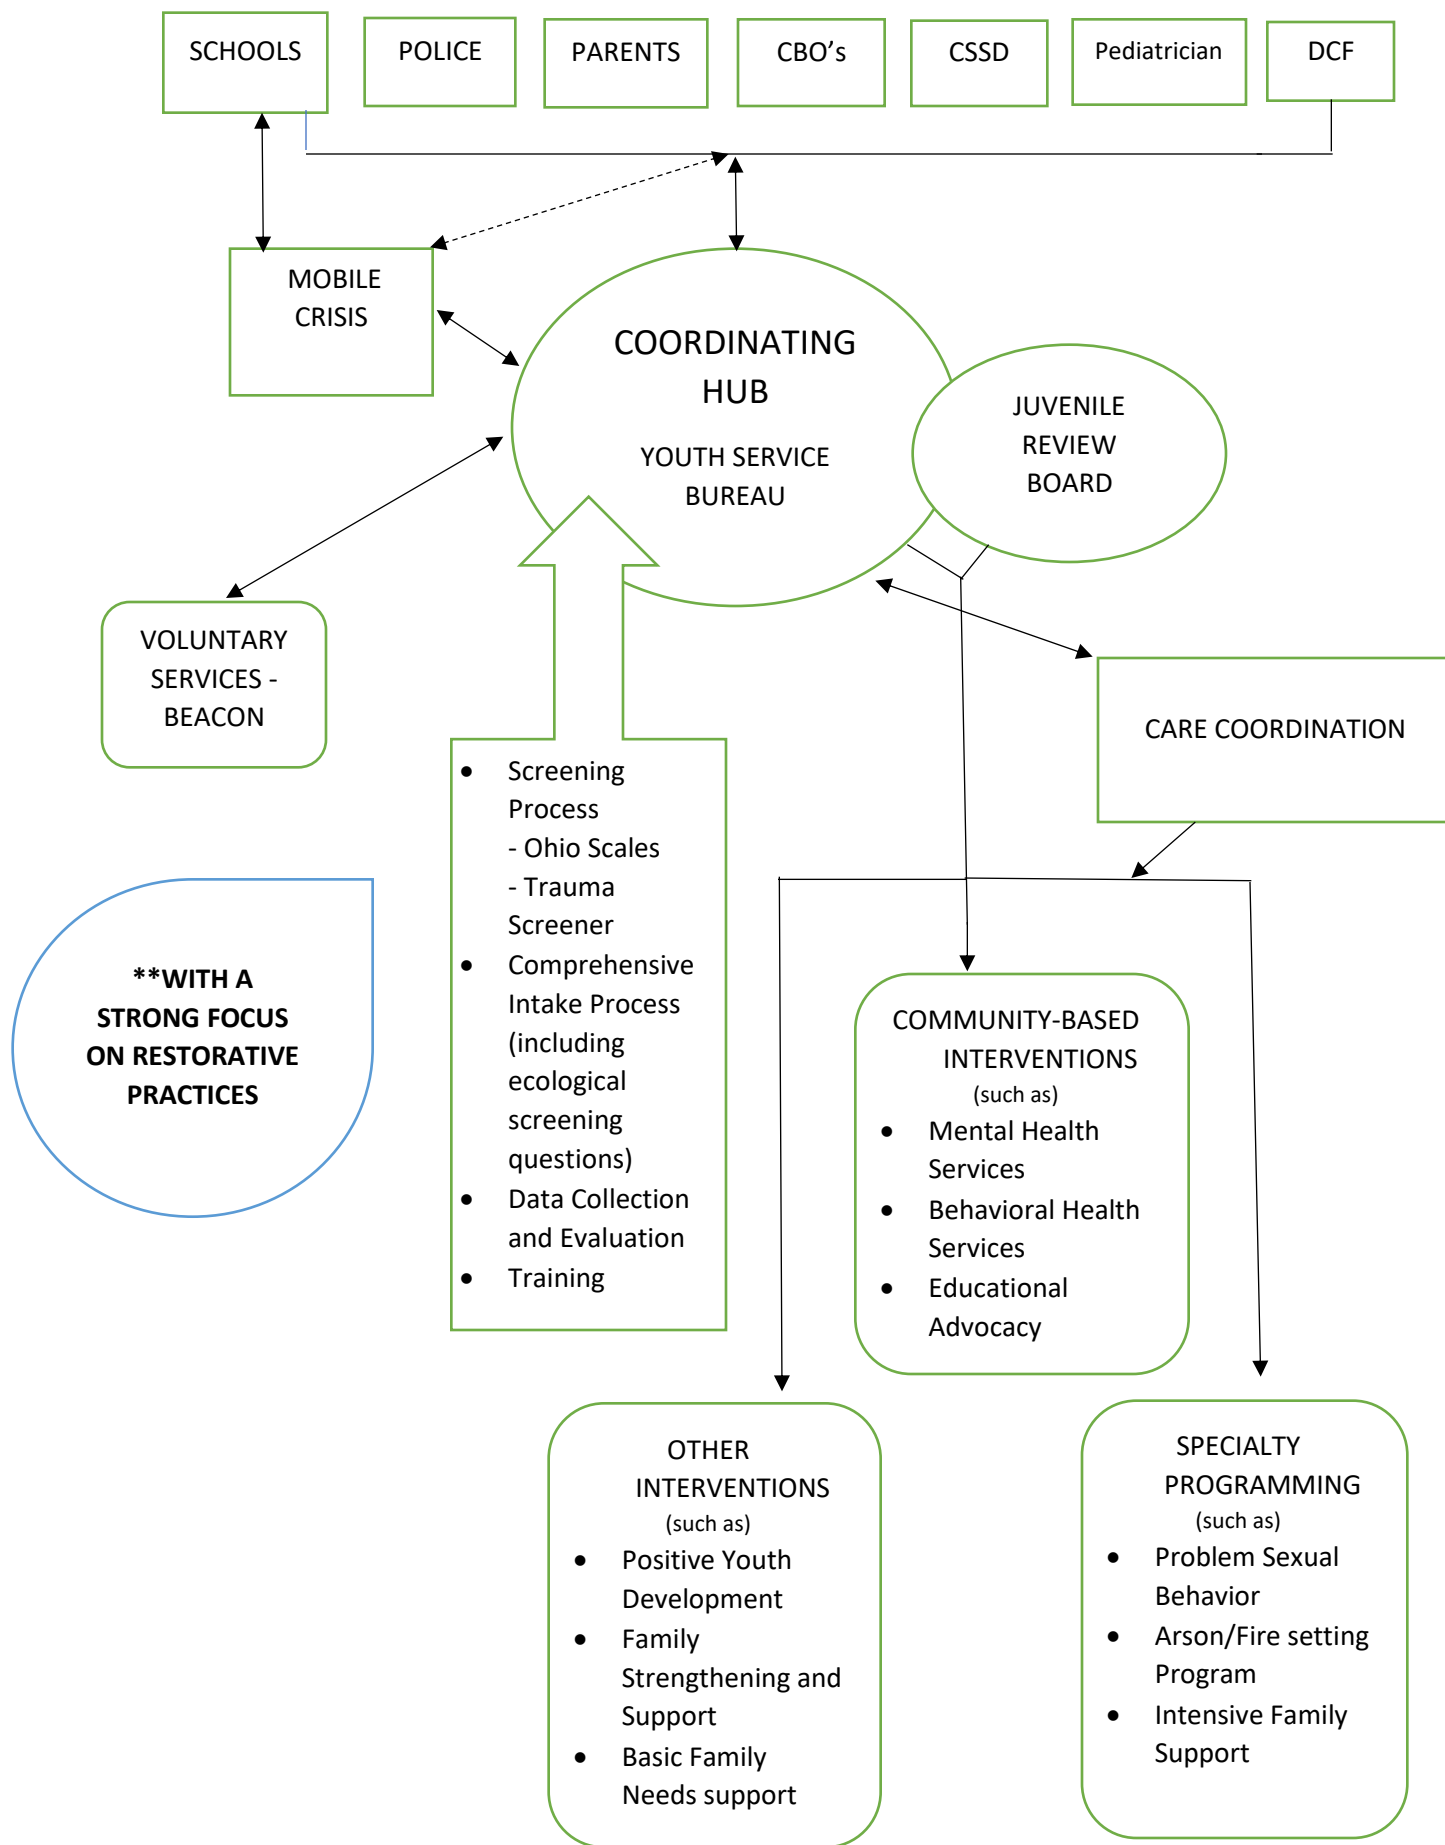 SCHOOLS
POLICE
PARENTS
CBO's
CSSD
Pediatrician
DCF
MOBILE
CRISIS
COORDINATING
HUB
YOUTH SERVICE
BUREAU
JUVENILE
REVIEW
BOARD
VOLUNTARY
SERVICES -
BEACON
CARE COORDINATION
• Screening
Process
- Ohio Scales
- Trauma
Screener
• Comprehensive
Intake Process
(including
ecological
screening
questions)
• Data Collection
and Evaluation
• Training
**WITH A
STRONG FOCUS
ON RESTORATIVE
PRACTICES
COMMUNITY-BASED
INTERVENTIONS
(such as)
• Mental Health
Services
• Behavioral Health
Services
• Educational
Advocacy
OTHER
INTERVENTIONS
(such as)
• Positive Youth
Development
• Family
Strengthening and
Support
• Basic Family
Needs support
SPECIALTY
PROGRAMMING
(such as)
• Problem Sexual
Behavior
• Arson/Fire setting
Program
• Intensive Family
Support